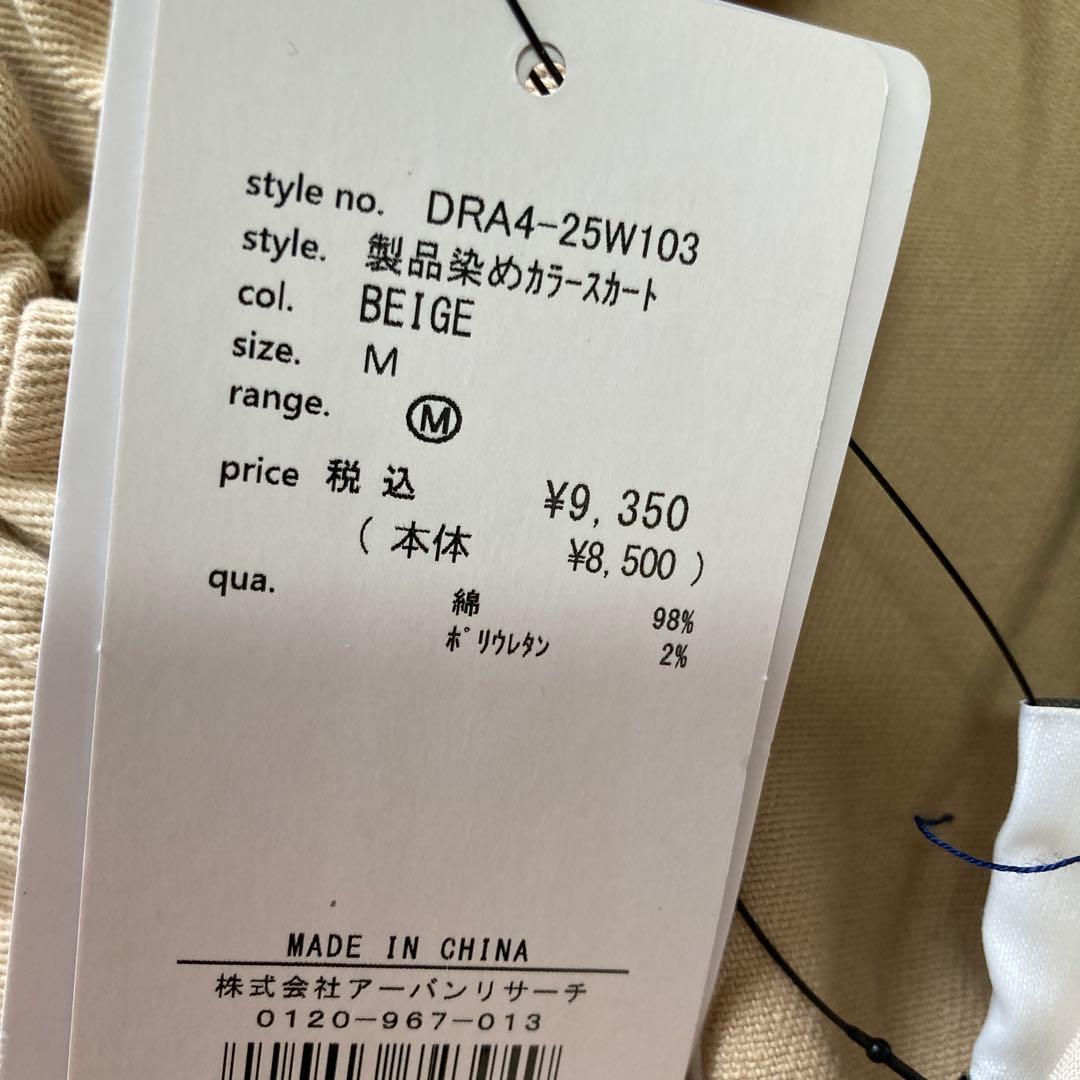 style no. DRA4-25W103
style. 製品染めカラースカート
col. BEIGE
size. M
range. Ⓜ
price 税込 ¥9,350
(本体 ¥8,500)
qua.
綿 98%
ポリウレタン 2%
MADE IN CHINA
株式会社アーバンリサーチ
0120-967-013